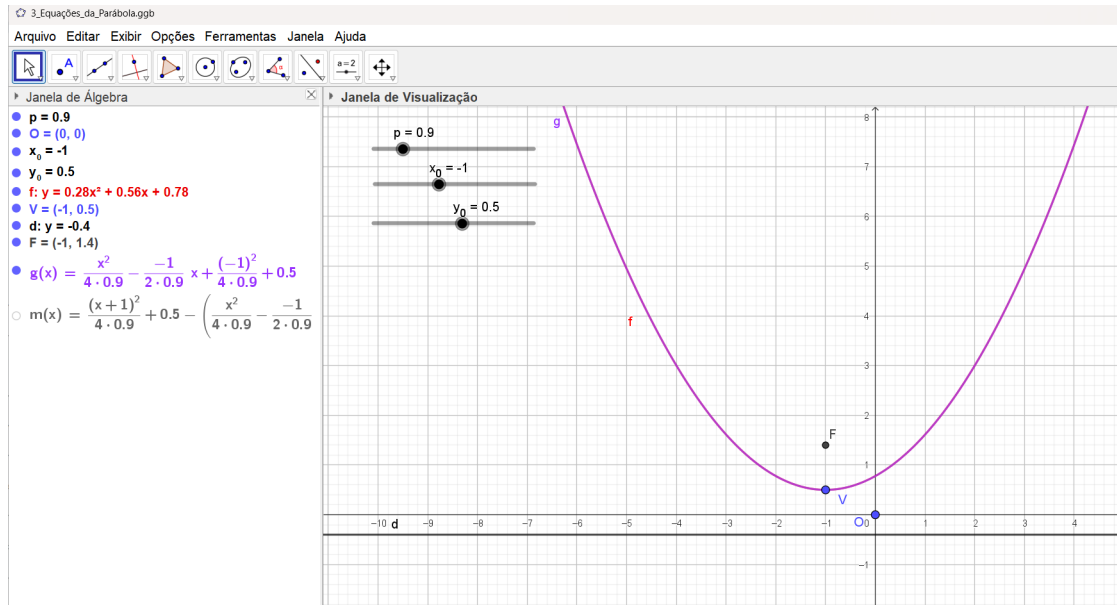 3_Equações_da_Parábola.ggb
Arquivo Editar Exibir Opções Ferramentas Janela Ajuda
A
a=2
Janela de Álgebra
Janela de Visualização
p = 0.9
O = (0, 0)
x₀ = -1
y₀ = 0.5
f: y = 0.28x² + 0.56x + 0.78
V = (-1, 0.5)
d: y = -0.4
F = (-1, 1.4)
g(x) = x²/(4 · 0.9) − -1/(2 · 0.9) x + (-1)²/(4 · 0.9) + 0.5
m(x) = (x + 1)²/(4 · 0.9) + 0.5 − (x²/(4 · 0.9) − -1/(2 · 0.9)
g
p = 0.9
x₀ = -1
y₀ = 0.5
8
7
6
5
f
4
3
2
F
1
V
O
−10 d −9 −8 −7 −6 −5 −4 −3 −2 −1 0 1 2 3 4
−1